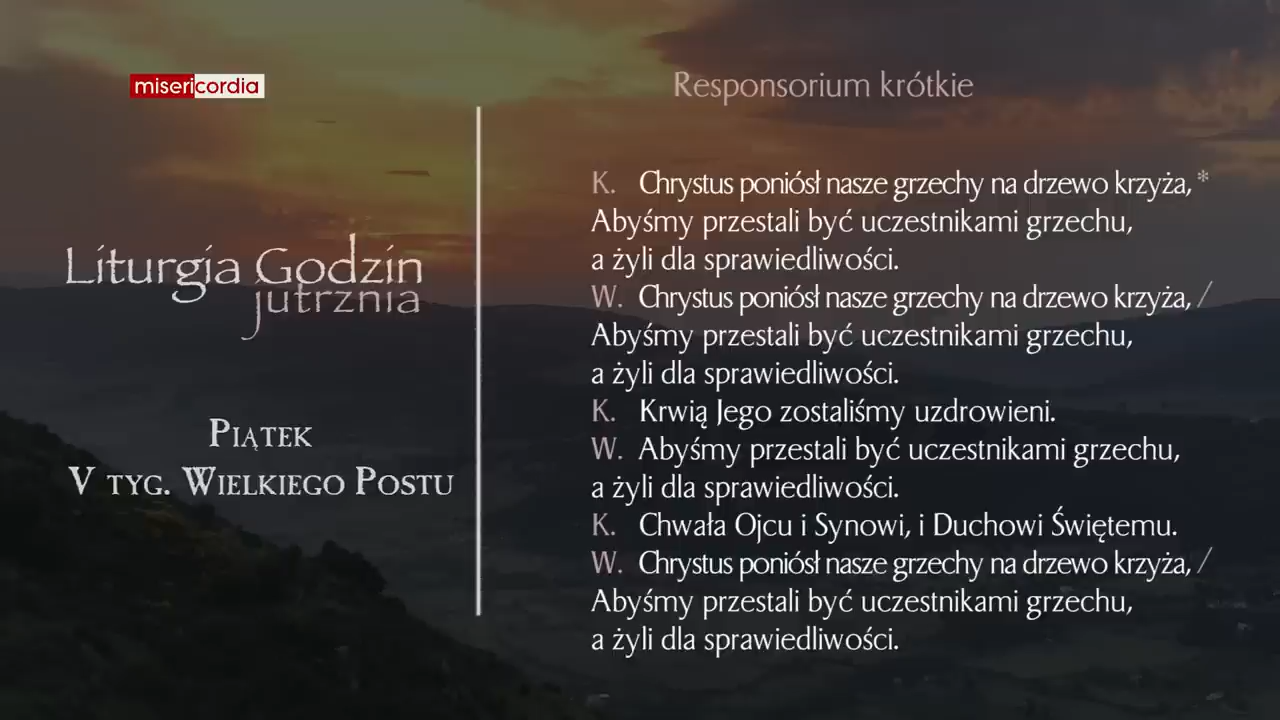 misericordia
Liturgia Godzin
jutrznia
Piątek
V tyg. Wielkiego Postu
Responsorium krótkie
K. Chrystus poniósł nasze grzechy na drzewo krzyża, *
Abyśmy przestali być uczestnikami grzechu,
a żyli dla sprawiedliwości.
W. Chrystus poniósł nasze grzechy na drzewo krzyża, /
Abyśmy przestali być uczestnikami grzechu,
a żyli dla sprawiedliwości.
K. Krwią Jego zostaliśmy uzdrowieni.
W. Abyśmy przestali być uczestnikami grzechu,
a żyli dla sprawiedliwości.
K. Chwała Ojcu i Synowi, i Duchowi Świętemu.
W. Chrystus poniósł nasze grzechy na drzewo krzyża, /
Abyśmy przestali być uczestnikami grzechu,
a żyli dla sprawiedliwości.